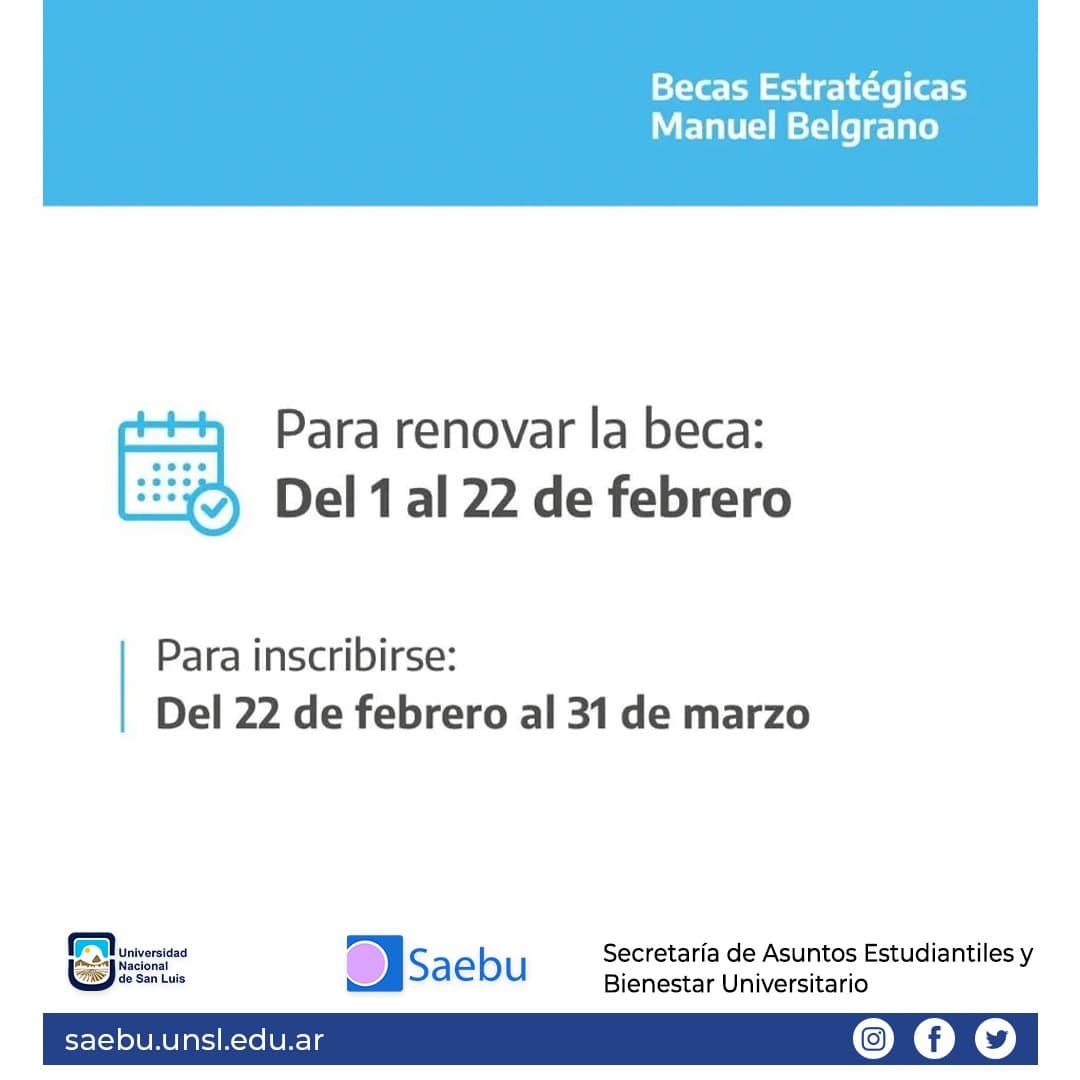 Becas Estratégicas
Manuel Belgrano
Para renovar la beca:
Del 1 al 22 de febrero
Para inscribirse:
Del 22 de febrero al 31 de marzo
Universidad
Nacional
de San Luis
Saebu
Secretaría de Asuntos Estudiantiles y
Bienestar Universitario
saebu.unsl.edu.ar